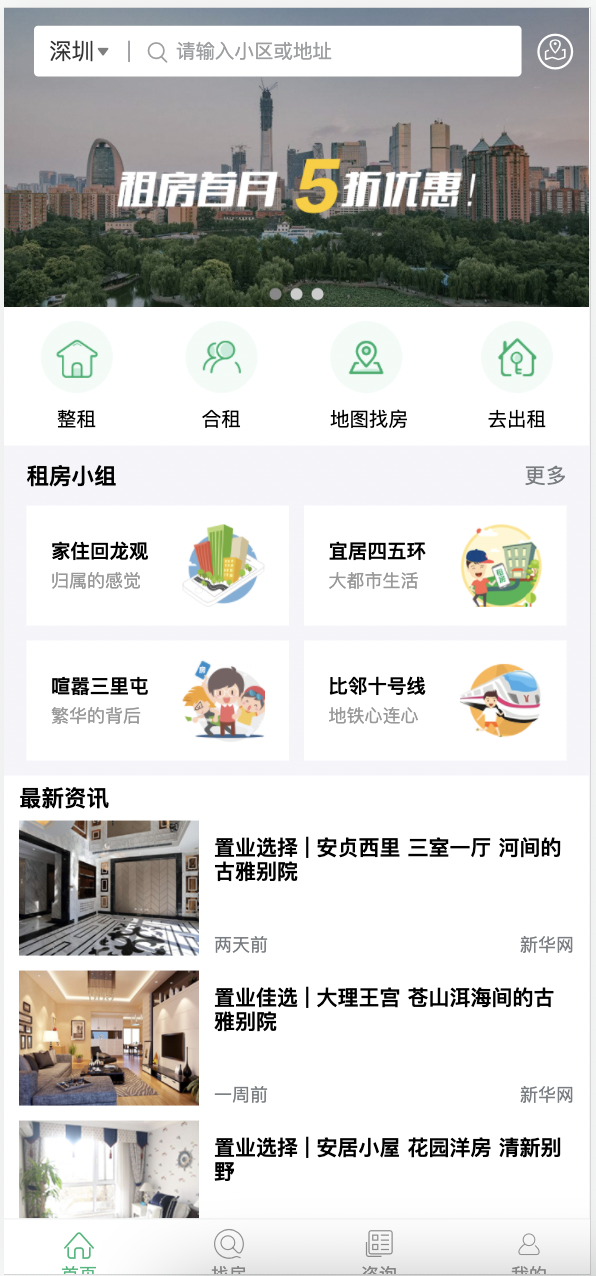 深圳 请输入小区或地址
租房首月 5折优惠!
整租 合租 地图找房 去出租
租房小组 更多
家住回龙观
归属的感觉
宜居四五环
大都市生活
租房
喧嚣三里屯
繁华的背后
比邻十号线
地铁心连心
最新资讯
置业选择 | 安贞西里 三室一厅 河间的
古雅别院
两天前 新华网
置业佳选 | 大理王宫 苍山洱海间的古
雅别院
一周前 新华网
置业选择 | 安居小屋 花园洋房 清新别
野
首页 找房 咨询 我的